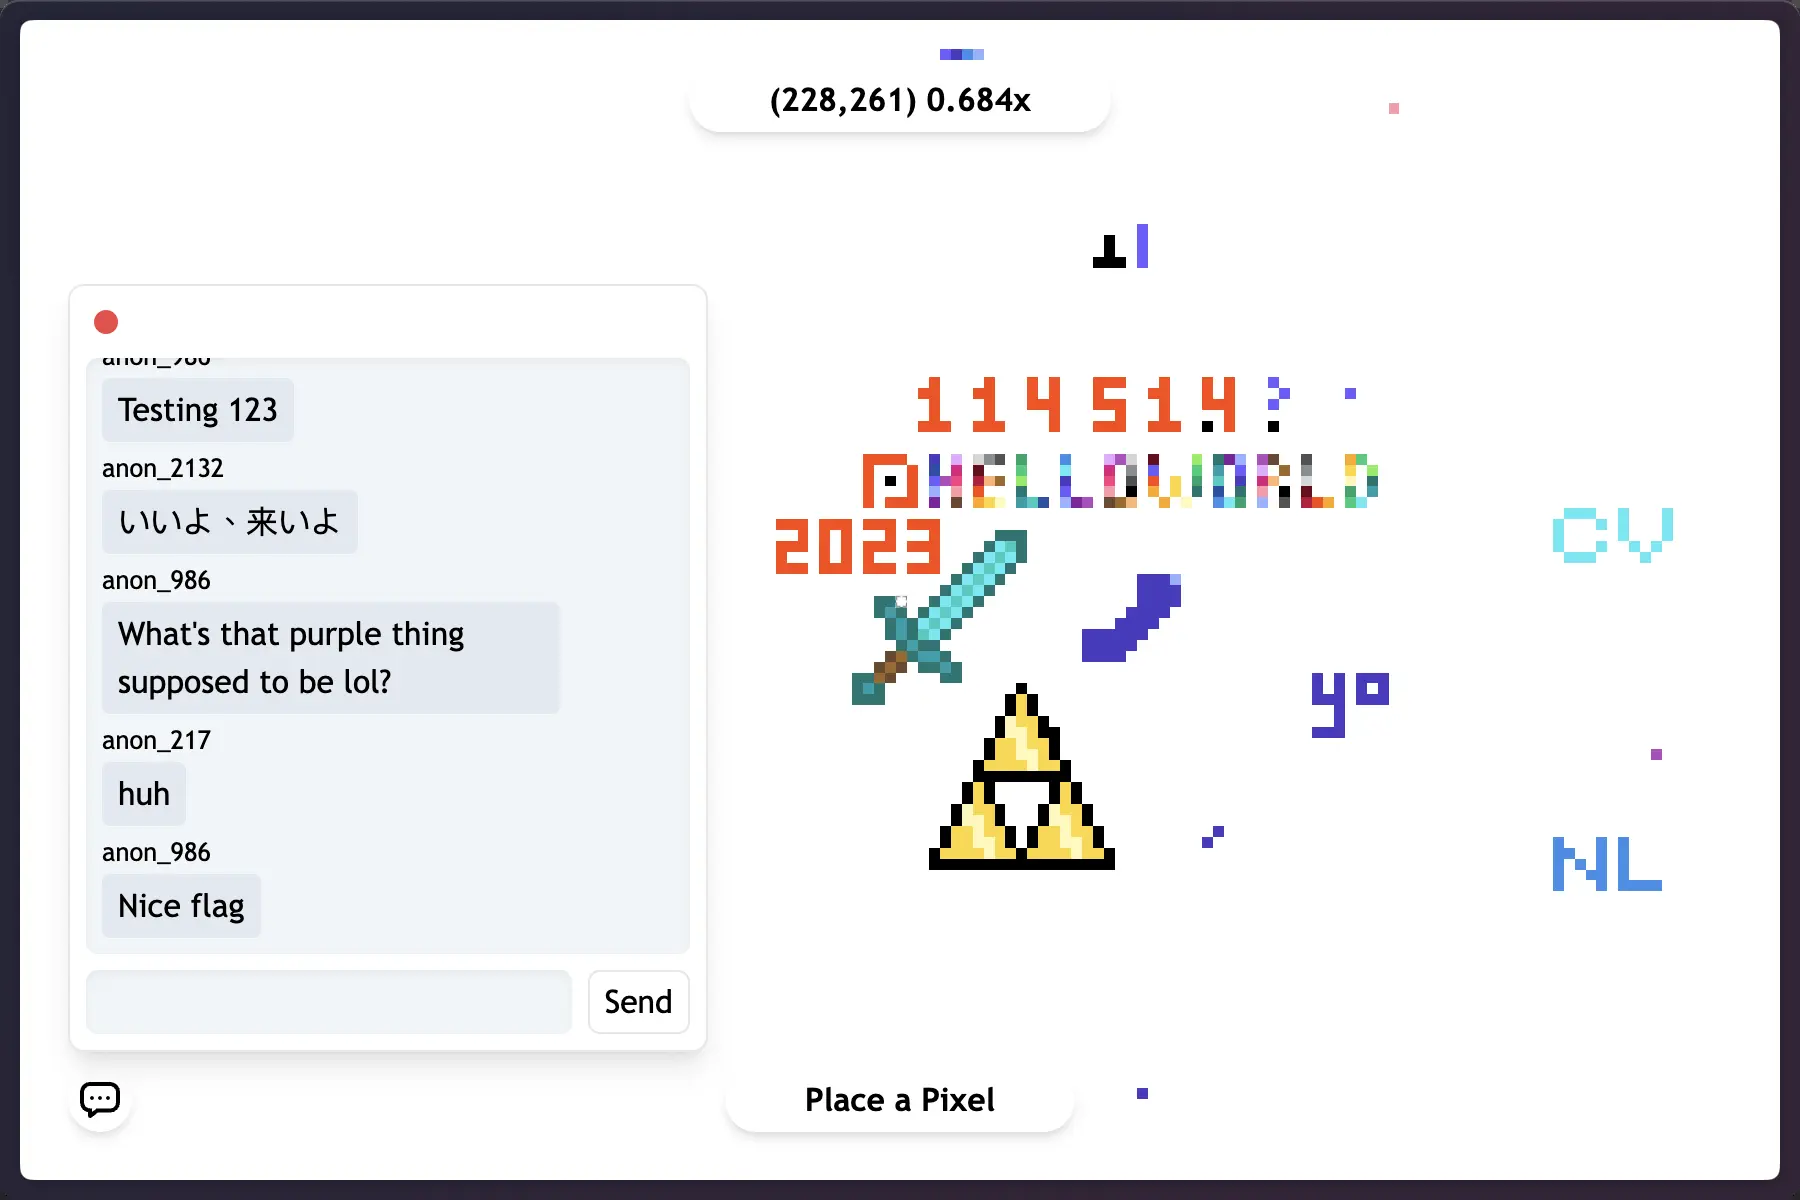 (228,261) 0.684x
anon_986
Testing 123
anon_2132
いいよ、来いよ
anon_986
What's that purple thing
supposed to be lol?
anon_217
huh
anon_986
Nice flag
Send
Place a Pixel
114514?
HELLOWORLD
2023
CV
yo
NL